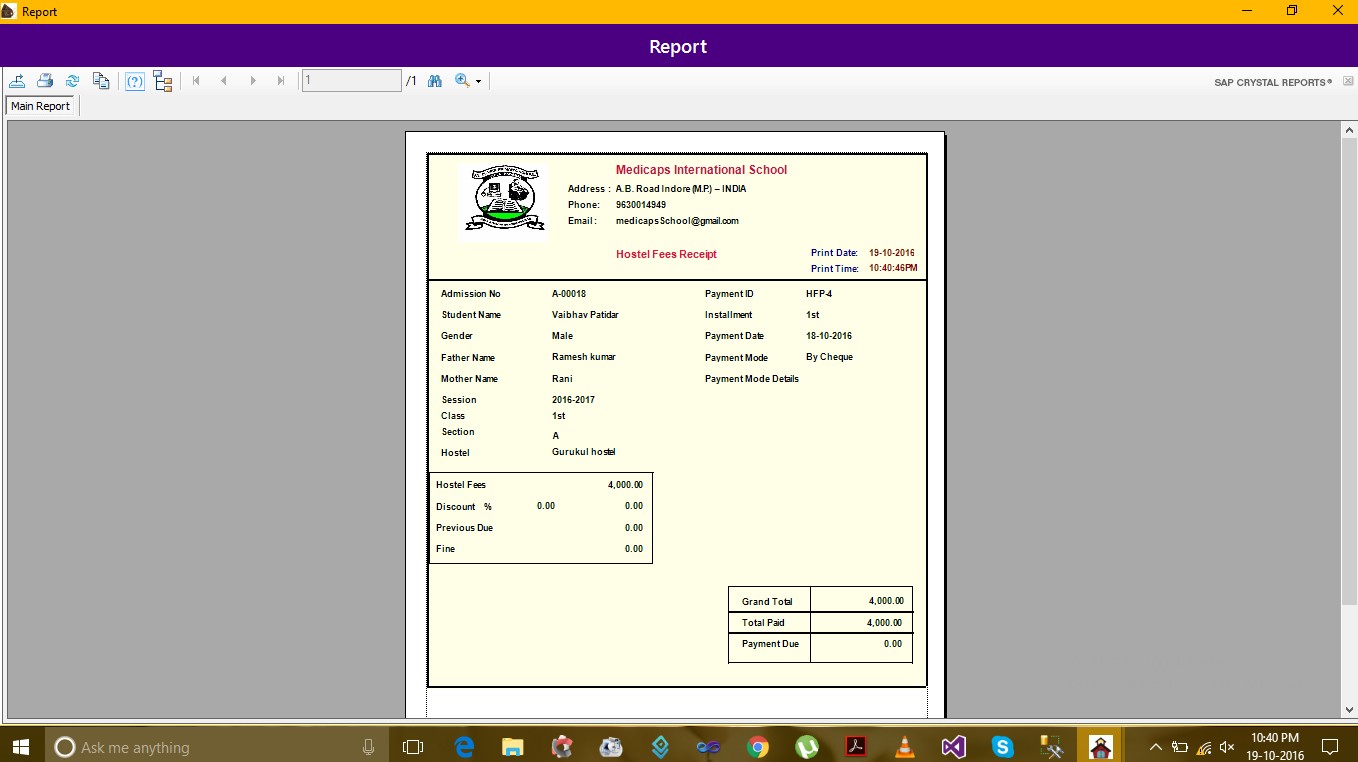 Report
Report
1 /1 SAP CRYSTAL REPORTS®
Main Report
Medicaps International School
Address : A.B. Road Indore (M.P.) – INDIA
Phone: 9630014949
Email : medicapsSchool@gmail.com
Hostel Fees Receipt
Print Date: 19-10-2016
Print Time: 10:40:46PM
Admission No A-00018 Payment ID HFP-4
Student Name Vaibhav Patidar Installment 1st
Gender Male Payment Date 18-10-2016
Father Name Ramesh kumar Payment Mode By Cheque
Mother Name Rani Payment Mode Details
Session 2016-2017
Class 1st
Section A
Hostel Gurukul hostel
Hostel Fees 4,000.00
Discount % 0.00 0.00
Previous Due 0.00
Fine 0.00
Grand Total 4,000.00
Total Paid 4,000.00
Payment Due 0.00
Ask me anything
10:40 PM
19-10-2016